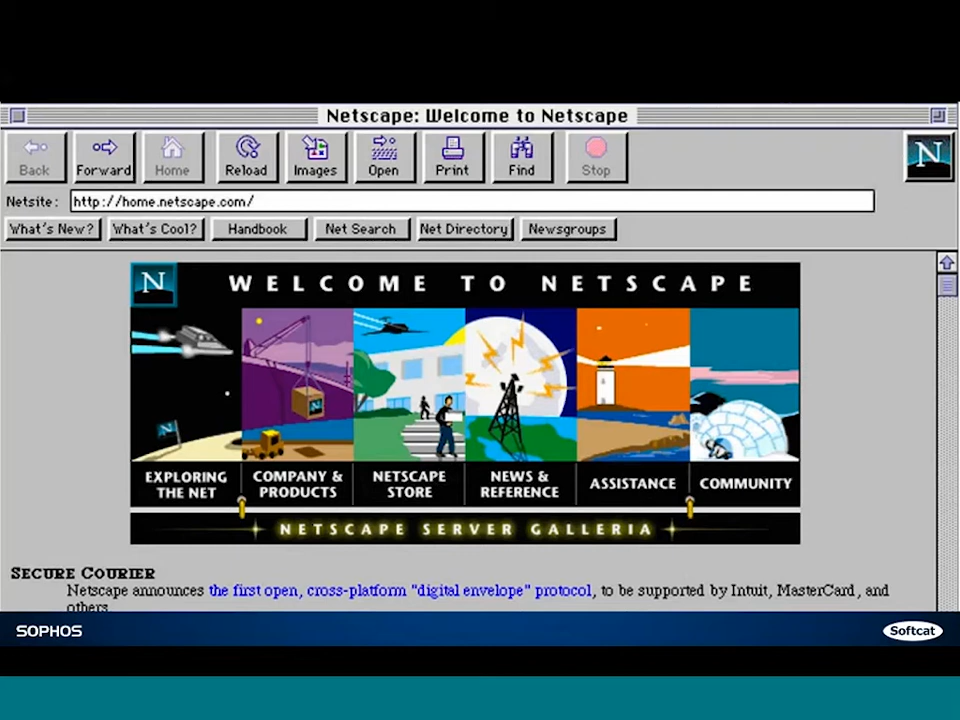 Netscape: Welcome to Netscape
Back Forward Home Reload Images Open Print Find Stop
N
Netsite: http://home.netscape.com/
What's New? What's Cool? Handbook Net Search Net Directory Newsgroups
N WELCOME TO NETSCAPE
EXPLORING THE NET
COMPANY & PRODUCTS
NETSCAPE STORE
NEWS & REFERENCE
ASSISTANCE
COMMUNITY
NETSCAPE SERVER GALLERIA
SECURE COURIER
Netscape announces the first open, cross-platform "digital envelope" protocol, to be supported by Intuit, MasterCard, and
others
SOPHOS
Softcat